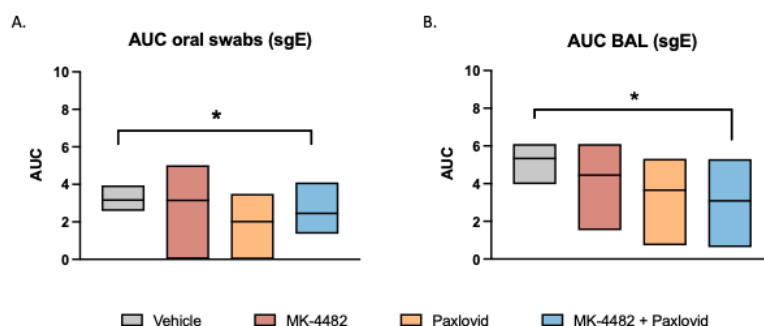 A.
AUC oral swabs (sgE)
10
8
6
4
2
0
AUC
*
B.
AUC BAL (sgE)
10
8
6
4
2
0
AUC
*
Vehicle
MK-4482
Paxlovid
MK-4482 + Paxlovid